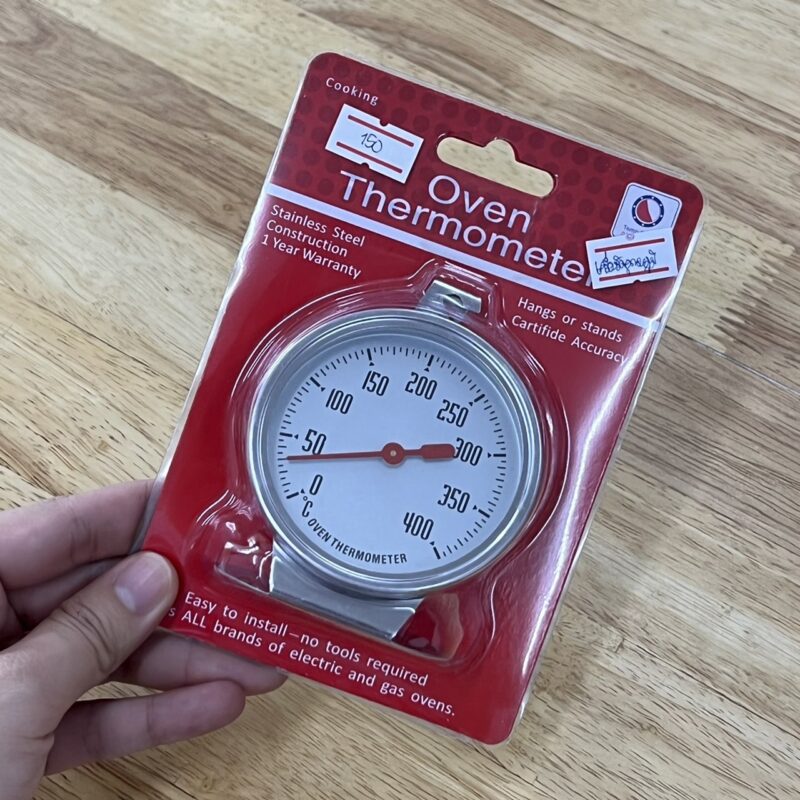 Cooking
150
Oven
Thermomete
Stainless Steel
Construction
1 Year Warranty
Hangs or stands
Cartifide Accuracy
0
50
100
150
200
250
300
350
400
°C OVEN THERMOMETER
Easy to install—no tools required
ALL brands of electric and gas ovens.